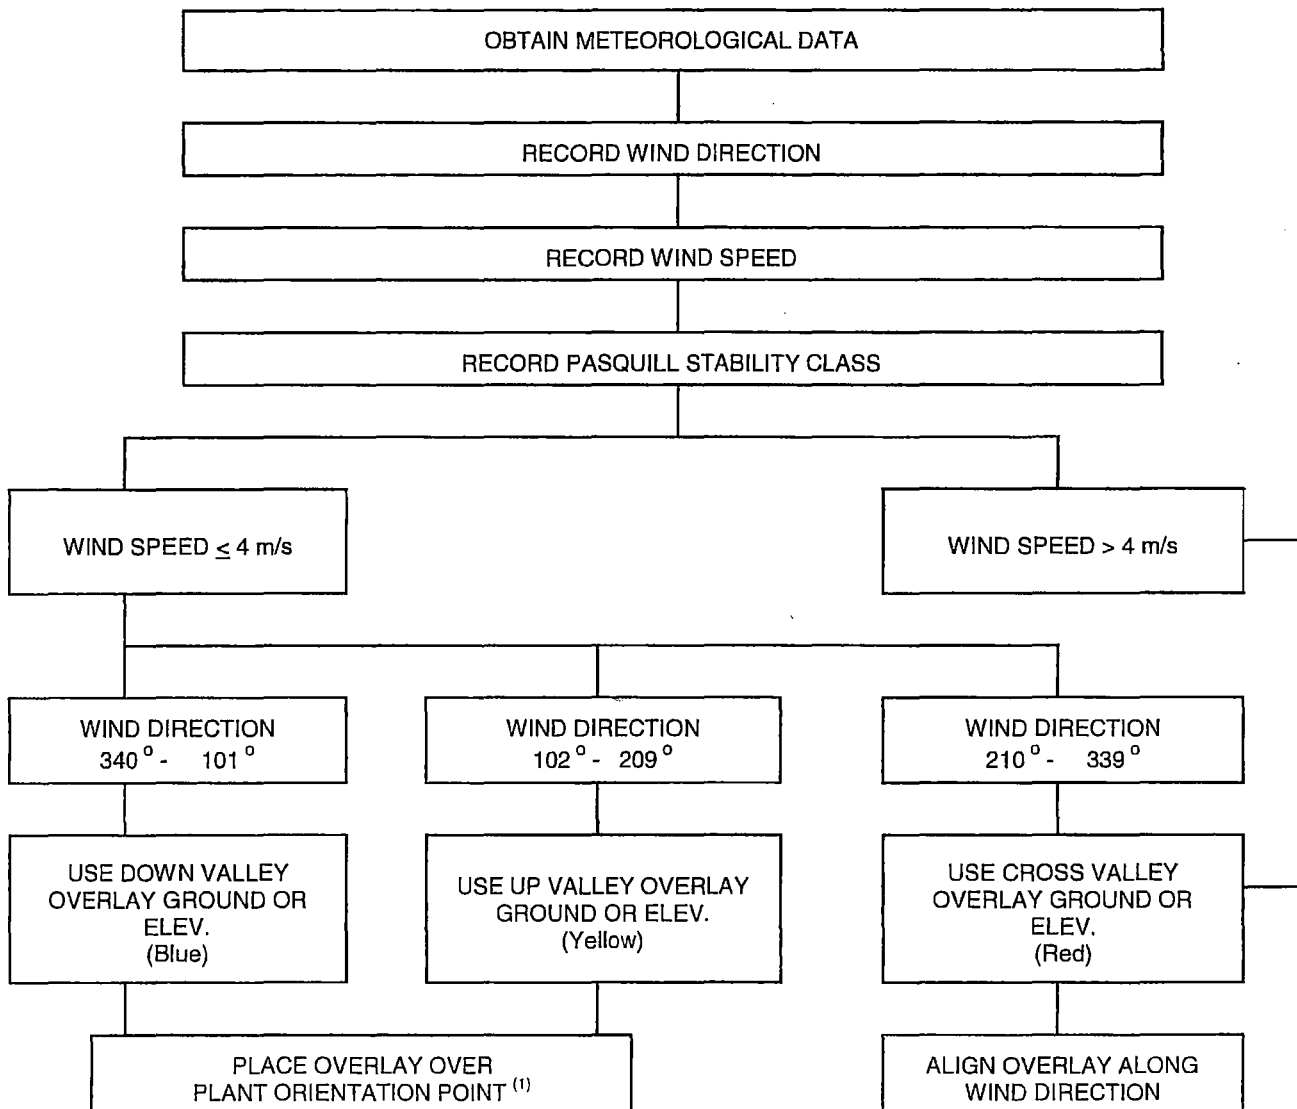 OBTAIN METEOROLOGICAL DATA
RECORD WIND DIRECTION
RECORD WIND SPEED
RECORD PASQUILL STABILITY CLASS
WIND SPEED ≤ 4 m/s
WIND SPEED > 4 m/s
WIND DIRECTION
340° - 101°
WIND DIRECTION
102° - 209°
WIND DIRECTION
210° - 339°
USE DOWN VALLEY
OVERLAY GROUND OR
ELEV.
(Blue)
USE UP VALLEY OVERLAY
GROUND OR ELEV.
(Yellow)
USE CROSS VALLEY
OVERLAY GROUND OR
ELEV.
(Red)
PLACE OVERLAY OVER
PLANT ORIENTATION POINT (1)
ALIGN OVERLAY ALONG
WIND DIRECTION